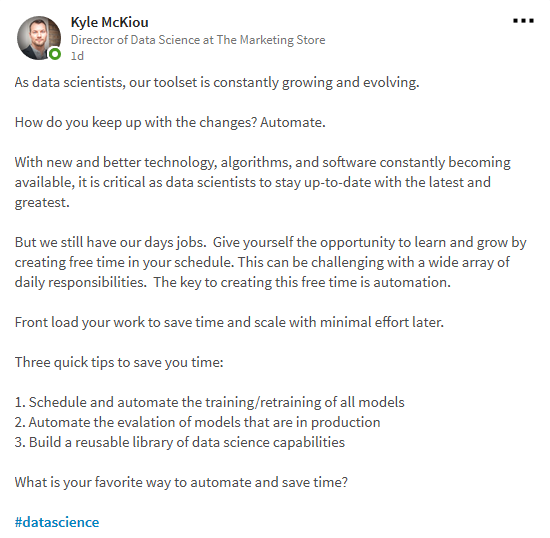 Kyle McKiou
Director of Data Science at The Marketing Store
1d
As data scientists, our toolset is constantly growing and evolving.
How do you keep up with the changes? Automate.
With new and better technology, algorithms, and software constantly becoming
available, it is critical as data scientists to stay up-to-date with the latest and
greatest.
But we still have our days jobs.  Give yourself the opportunity to learn and grow by
creating free time in your schedule. This can be challenging with a wide array of
daily responsibilities.  The key to creating this free time is automation.
Front load your work to save time and scale with minimal effort later.
Three quick tips to save you time:
1. Schedule and automate the training/retraining of all models
2. Automate the evalation of models that are in production
3. Build a reusable library of data science capabilities
What is your favorite way to automate and save time?
#datascience